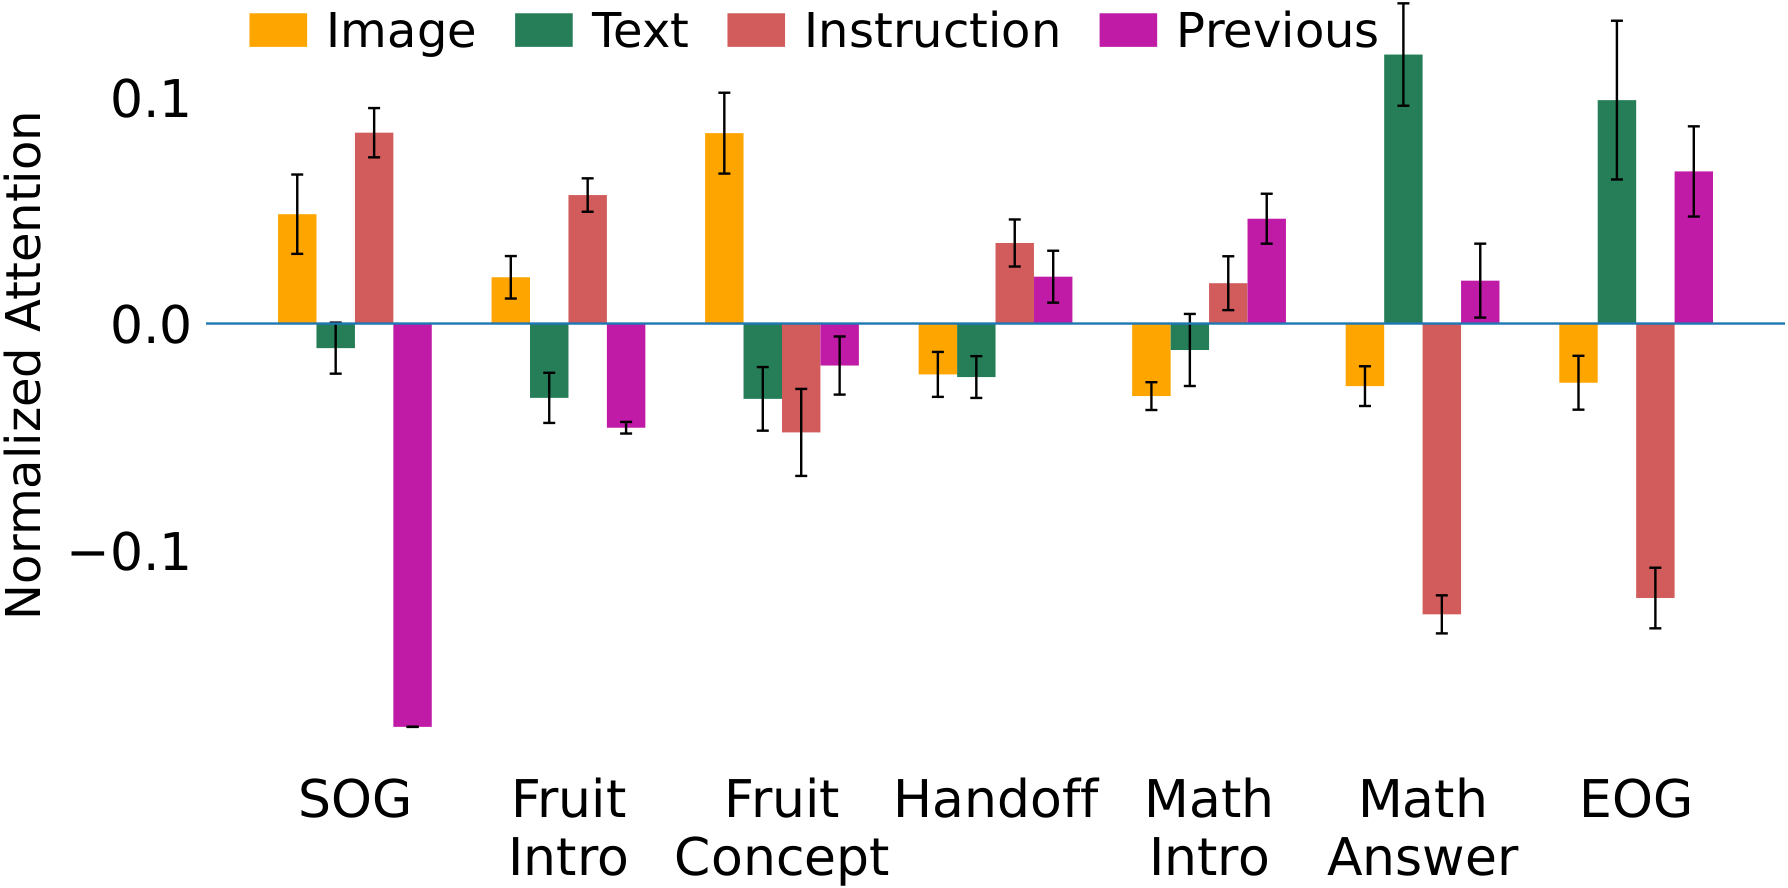 Image Text Instruction Previous
Normalized Attention
0.1
0.0
−0.1
SOG
Fruit
Intro
Fruit
Concept
Handoff
Math
Intro
Math
Answer
EOG